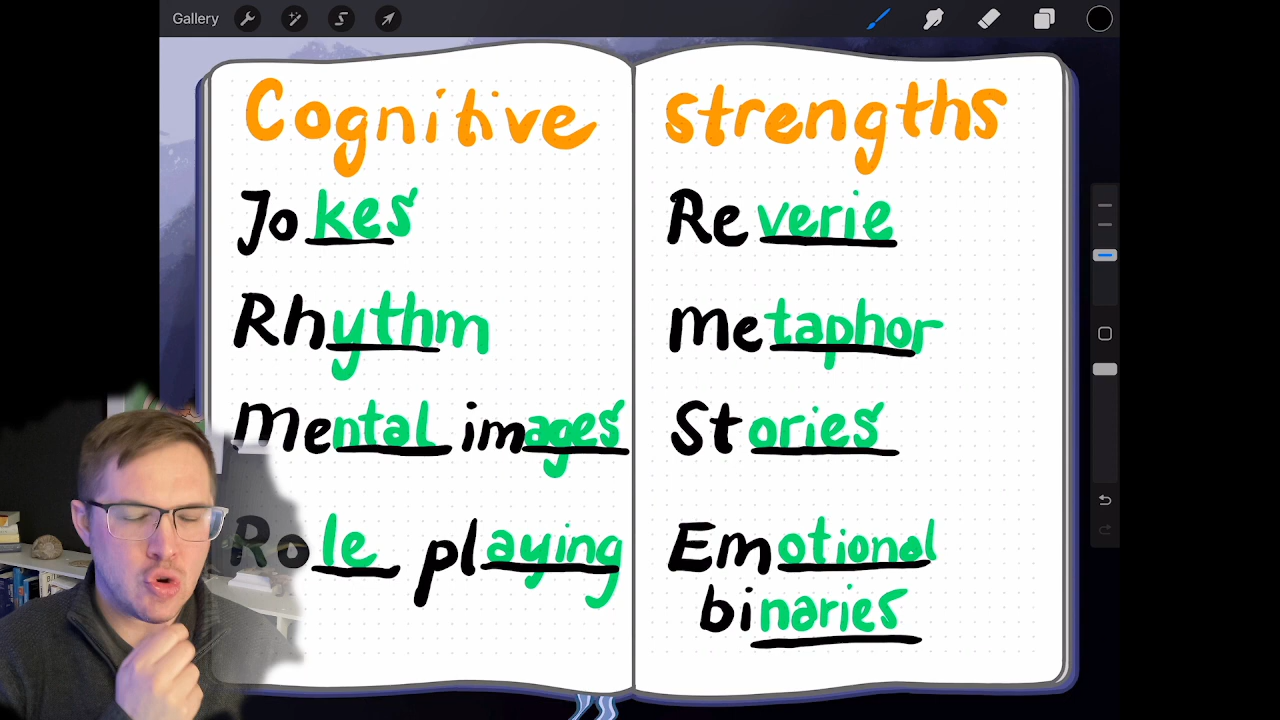 Gallery
Cognitive strengths
Jokes
Rhythm
Mental images
Role playing
Reverie
Metaphor
Stories
Emotional
binaries